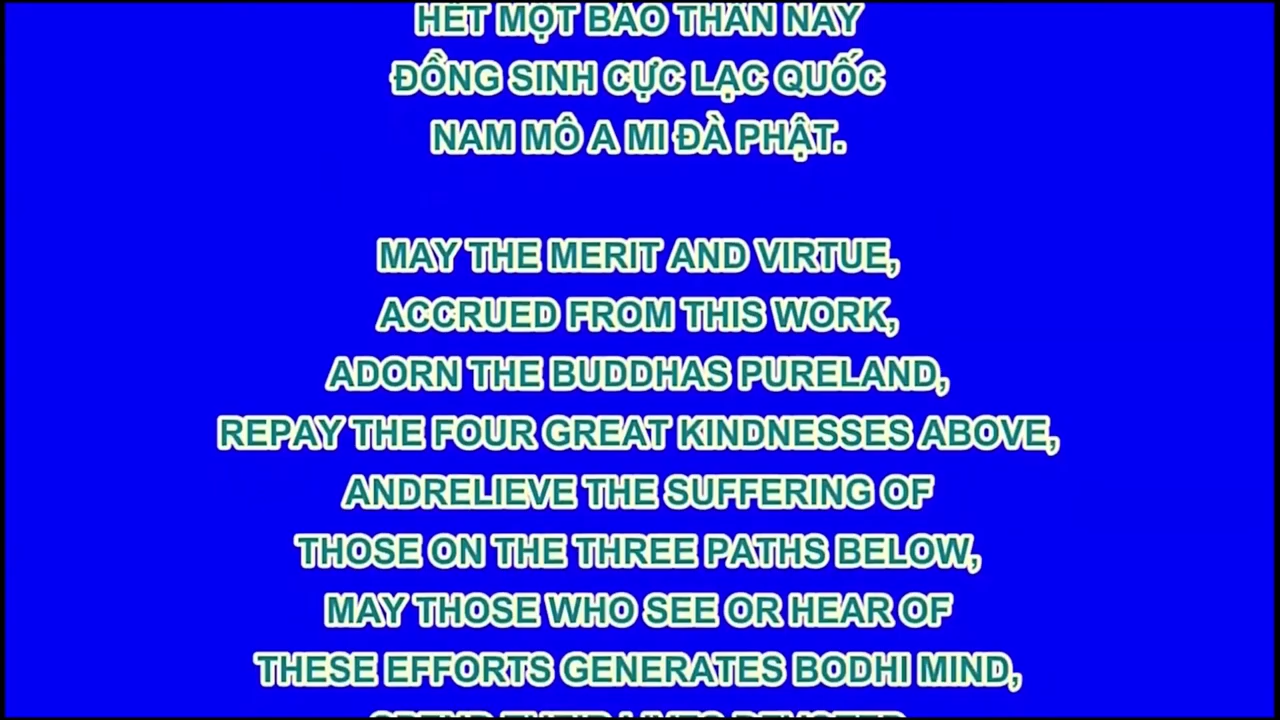 HẾT MỘT BÁO THÂN NÀY
ĐỒNG SINH CỰC LẠC QUỐC
NAM MÔ A MI ĐÀ PHẬT.
MAY THE MERIT AND VIRTUE,
ACCRUED FROM THIS WORK,
ADORN THE BUDDHAS PURELAND,
REPAY THE FOUR GREAT KINDNESSES ABOVE,
ANDRELIEVE THE SUFFERING OF
THOSE ON THE THREE PATHS BELOW,
MAY THOSE WHO SEE OR HEAR OF
THESE EFFORTS GENERATES BODHI MIND,